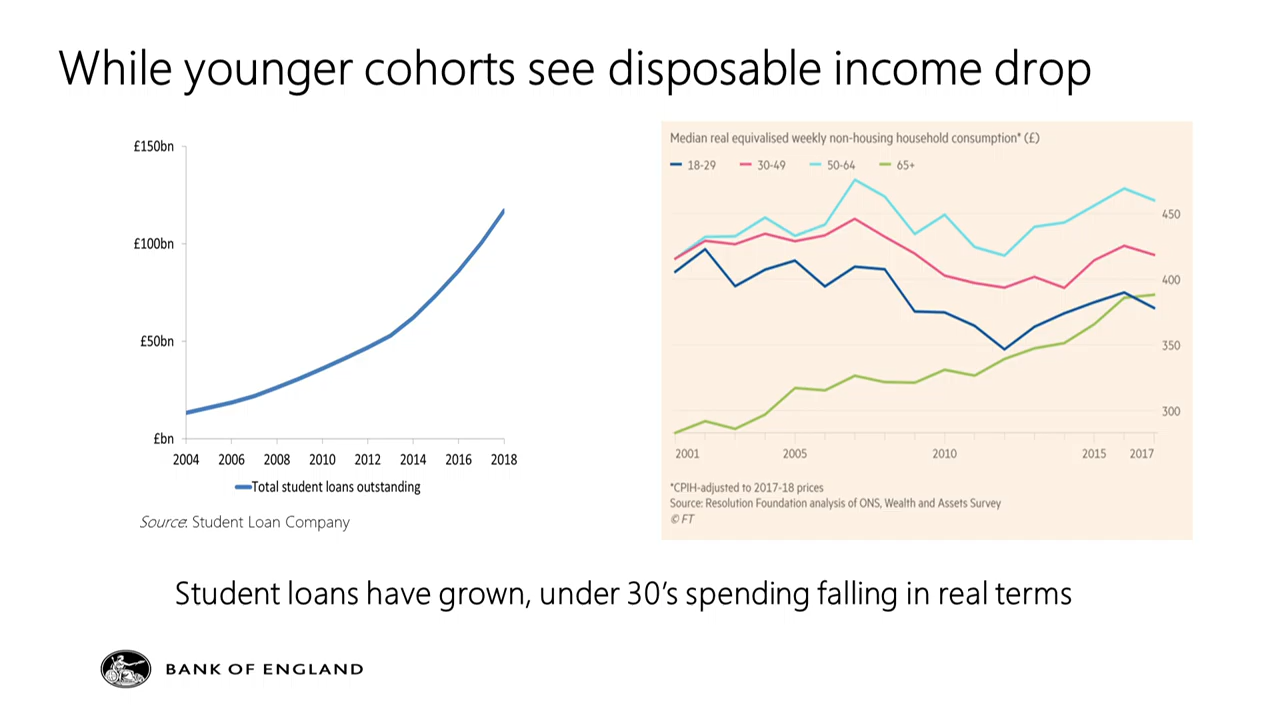 While younger cohorts see disposable income drop
£150bn
£100bn
£50bn
£bn
2004 2006 2008 2010 2012 2014 2016 2018
Total student loans outstanding
Source: Student Loan Company
Median real equivalised weekly non-housing household consumption* (£)
18-29 30-49 50-64 65+
450
400
350
300
2001 2005 2010 2015 2017
*CPIH-adjusted to 2017-18 prices
Source: Resolution Foundation analysis of ONS, Wealth and Assets Survey
© FT
Student loans have grown, under 30's spending falling in real terms
BANK OF ENGLAND